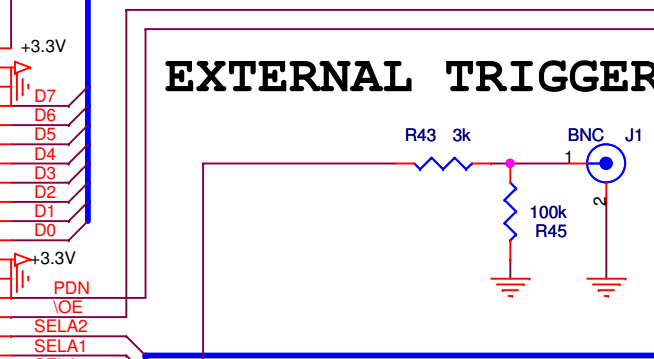 +3.3V
EXTERNAL TRIGGER
D7
D6
D5
D4
D3
D2
D1
D0
R43 3k
BNC J1
1
2
100k
R45
+3.3V
PDN
\OE
SELA2
SELA1